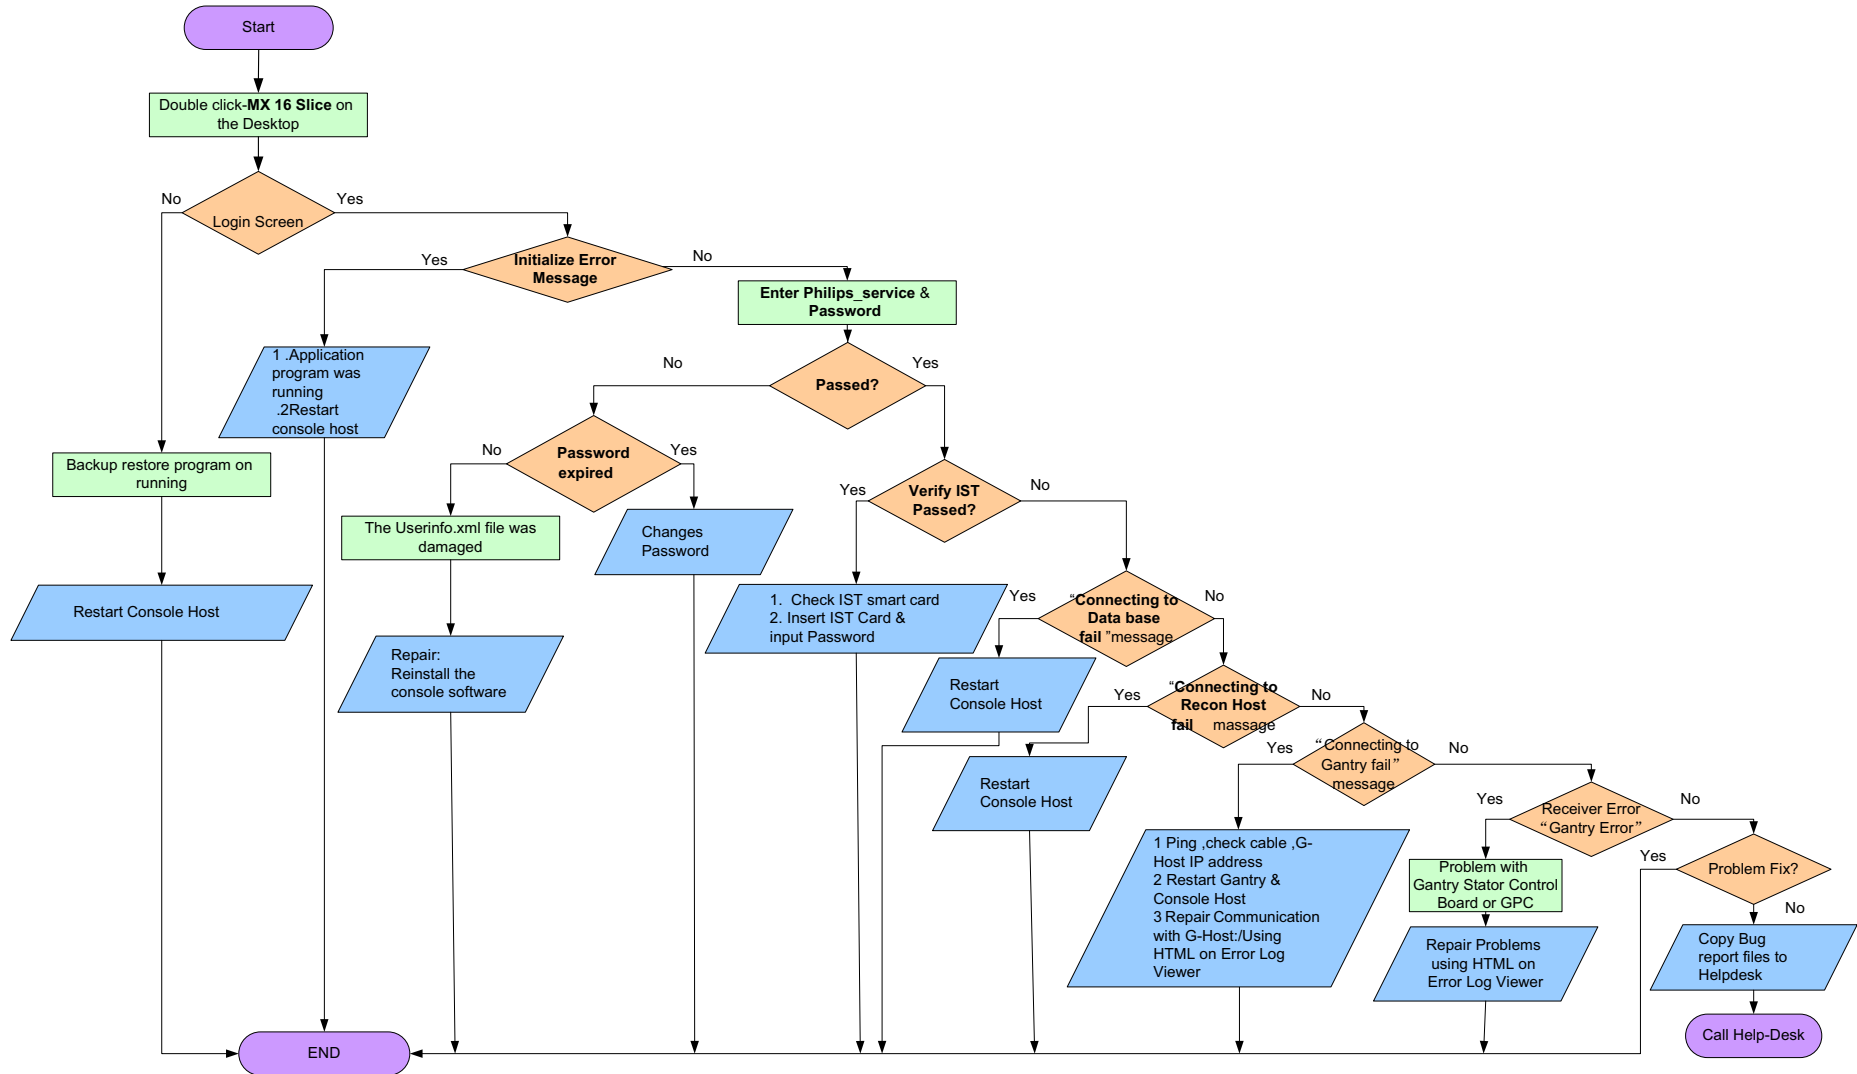 Start
Double click-MX 16 Slice on
the Desktop
No
Yes
Login Screen
Yes
Initialize Error
Message
No
Enter Philips_service &
Password
1 .Application
program was
running
.2Restart
console host
No
Passed?
Yes
Backup restore program on
running
No
Password
expired
Yes
Yes
Verify IST
Passed?
No
The Userinfo.xml file was
damaged
Changes
Password
Restart Console Host
1. Check IST smart card
2. Insert IST Card &
input Password
Yes
“Connecting to
Data base
fail ”message
No
Repair:
Reinstall the
console software
Restart
Console Host
Yes
“Connecting to
Recon Host
fail massage
No
Restart
Console Host
Yes
“Connecting to
Gantry fail”
message
No
Yes
Receiver Error
“Gantry Error”
No
1 Ping ,check cable ,G-
Host IP address
2 Restart Gantry &
Console Host
3 Repair Communication
with G-Host:/Using
HTML on Error Log
Viewer
Problem with
Gantry Stator Control
Board or GPC
Yes
Problem Fix?
No
Repair Problems
using HTML on
Error Log Viewer
Copy Bug
report files to
Helpdesk
END
Call Help-Desk